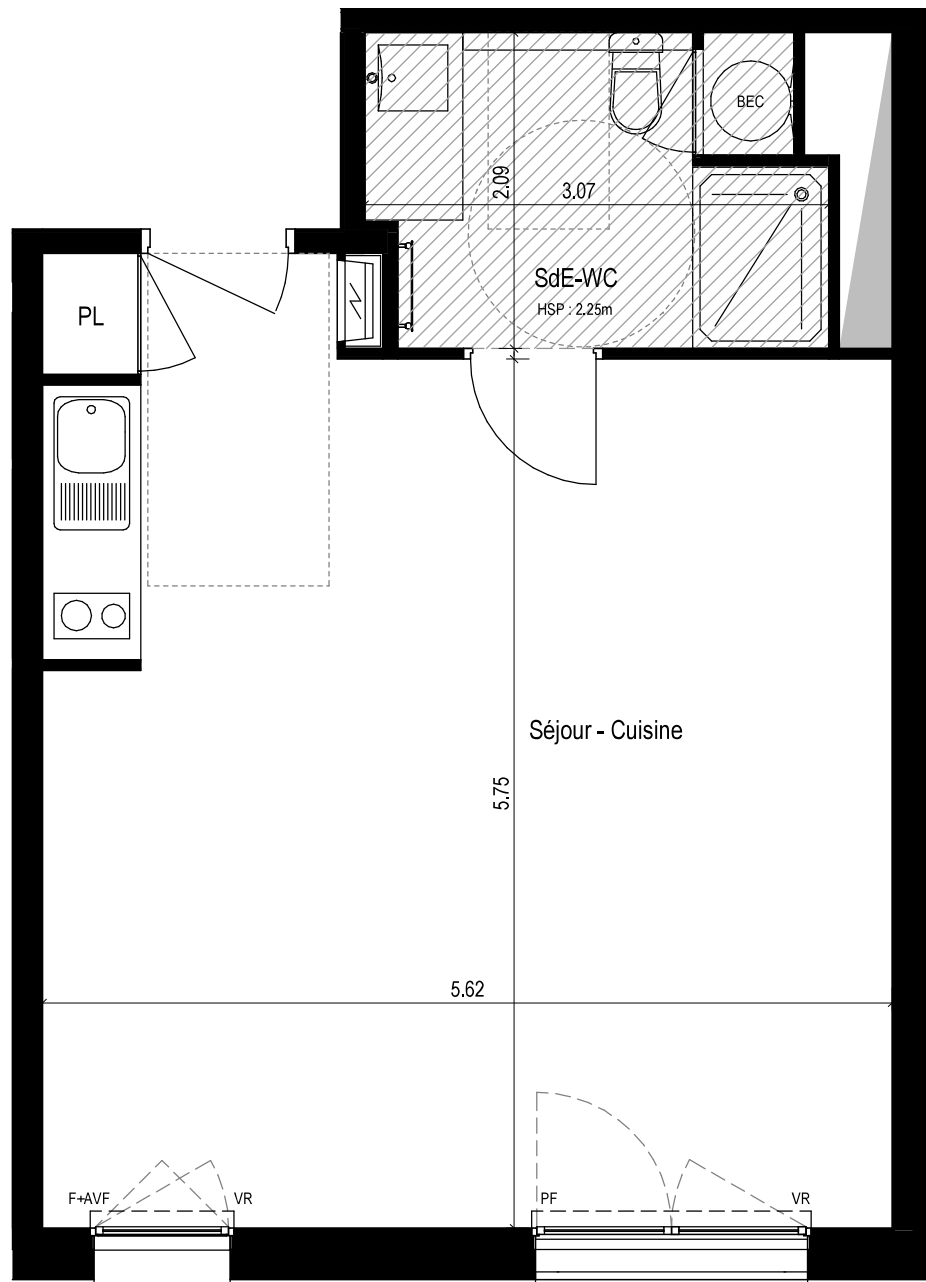 BEC
2.09
3.07
SdE-WC
HSP : 2.25m
PL
Séjour - Cuisine
5.75
5.62
F+AVF
VR
PF
VR